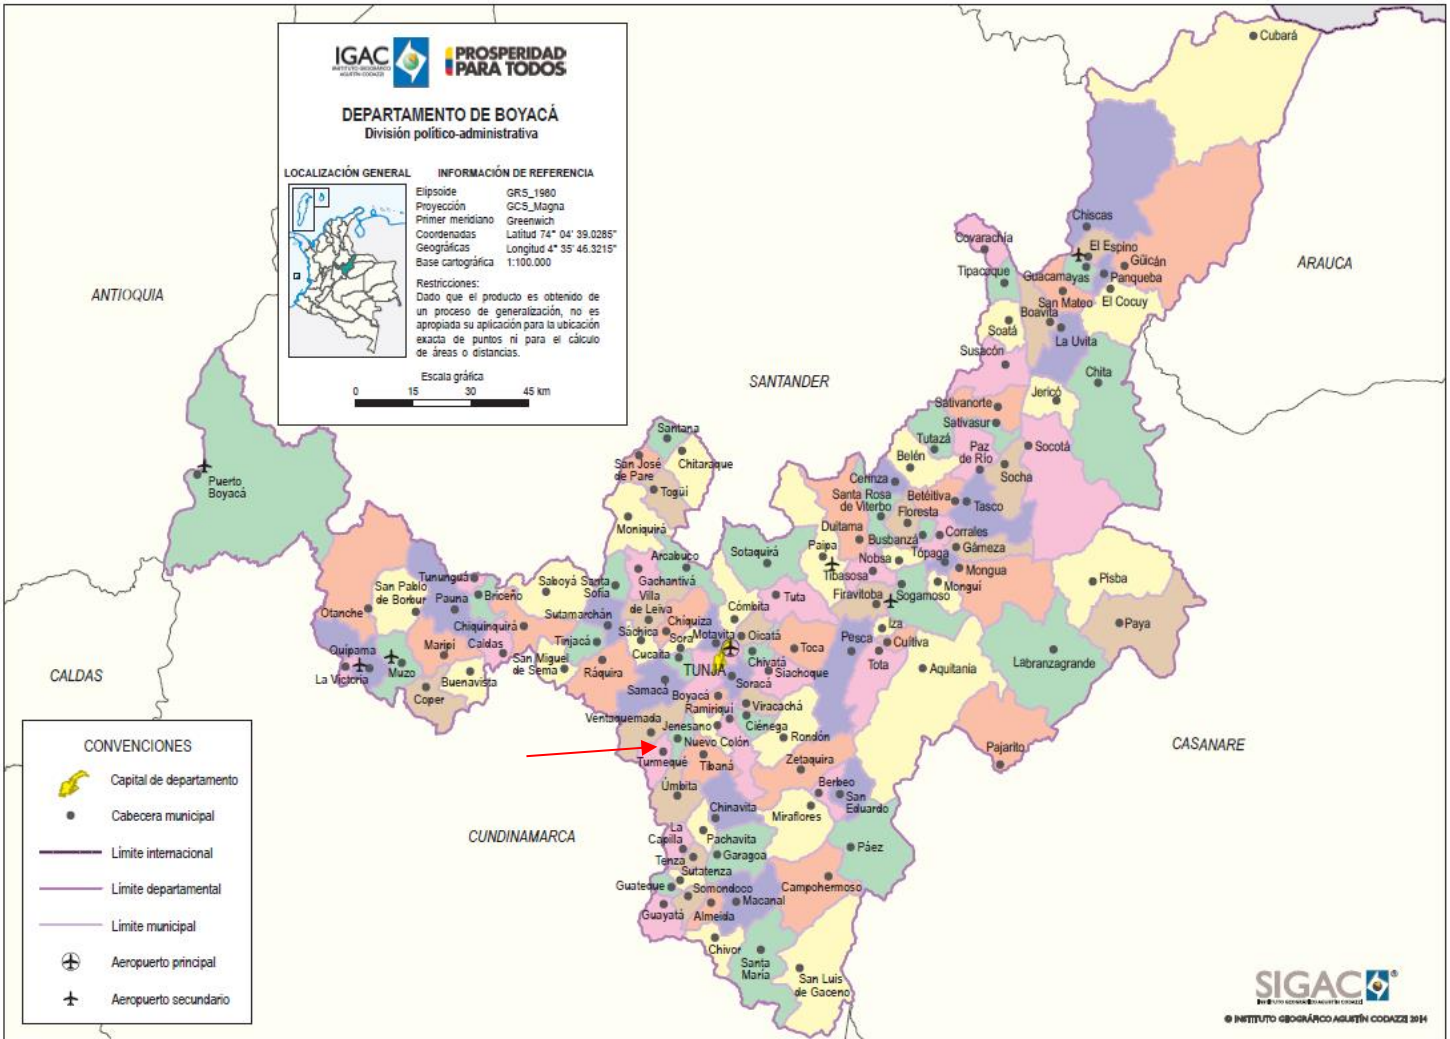 IGAC
INSTITUTO GEOGRÁFICO
AGUSTÍN CODAZZI
PROSPERIDAD
PARA TODOS
DEPARTAMENTO DE BOYACÁ
División político-administrativa
LOCALIZACIÓN GENERAL
INFORMACIÓN DE REFERENCIA
Elipsoide GRS_1980
Proyección GCS_Magna
Primer meridiano Greenwich
Coordenadas Latitud 74° 04' 39.0285"
Geográficas Longitud 4° 35' 46.3215"
Base cartográfica 1:100.000
Restricciones:
Dado que el producto es obtenido de
un proceso de generalización, no es
apropiada su aplicación para la ubicación
exacta de puntos ni para el cálculo
de áreas o distancias.
Escala gráfica
0 15 30 45 km
Cubará
ANTIOQUIA
SANTANDER
ARAUCA
CALDAS
CUNDINAMARCA
CASANARE
Chiscas
Covarachía
El Espino
Güicán
Tipacoque
Guacamayas
Panqueba
San Mateo
El Cocuy
Boavita
Soatá
La Uvita
Susacón
Chita
Jericó
Sativanorte
Sativasur
Tutazá
Paz
de Río
Socotá
Belén
Socha
Santana
San José
de Pare
Chitaraque
Togüí
Moniquirá
Puerto
Boyacá
Cerinza
Santa Rosa
de Viterbo
Betéitiva
Tasco
Floresta
Duitama
Busbanzá
Corrales
Gámeza
Tópaga
Mongua
Monguí
Paipa
Nobsa
Tibasosa
Sogamoso
Firavitoba
Iza
Cuítiva
Pesca
Tota
Aquitania
Pisba
Paya
Labranzagrande
Pajarito
Sotaquirá
Arcabuco
Gachantivá
Tuta
Cómbita
Villa
de Leiva
Santa
Sofía
Saboyá
Sutamarchán
Chíquiza
Motavita
Oicatá
Sáchica
Sora
Cucaita
Toca
Tinjacá
Chivatá
TUNJA
Siachoque
Soracá
San Miguel
de Sema
Ráquira
Samacá
Boyacá
Ramiriquí
Viracachá
Ciénega
Ventaquemada
Jenesano
Nuevo Colón
Rondón
Turmequé
Tibaná
Zetaquira
Úmbita
Berbeo
San
Eduardo
Chinavita
Miraflores
La
Capilla
Pachavita
Páez
Tenza
Garagoa
Sutatenza
Guateque
Somondoco
Campohermoso
Macanal
Guayatá
Almeida
Chivor
Santa
María
San Luis
de Gaceno
Tununguá
San Pablo
de Borbur
Pauna
Briceño
Otanche
Chiquinquirá
Quípama
Maripí
Caldas
La Victoria
Muzo
Buenavista
Coper
CONVENCIONES
Capital de departamento
Cabecera municipal
Límite internacional
Límite departamental
Límite municipal
Aeropuerto principal
Aeropuerto secundario
SIGAC®
© INSTITUTO GEOGRÁFICO AGUSTÍN CODAZZI 2014